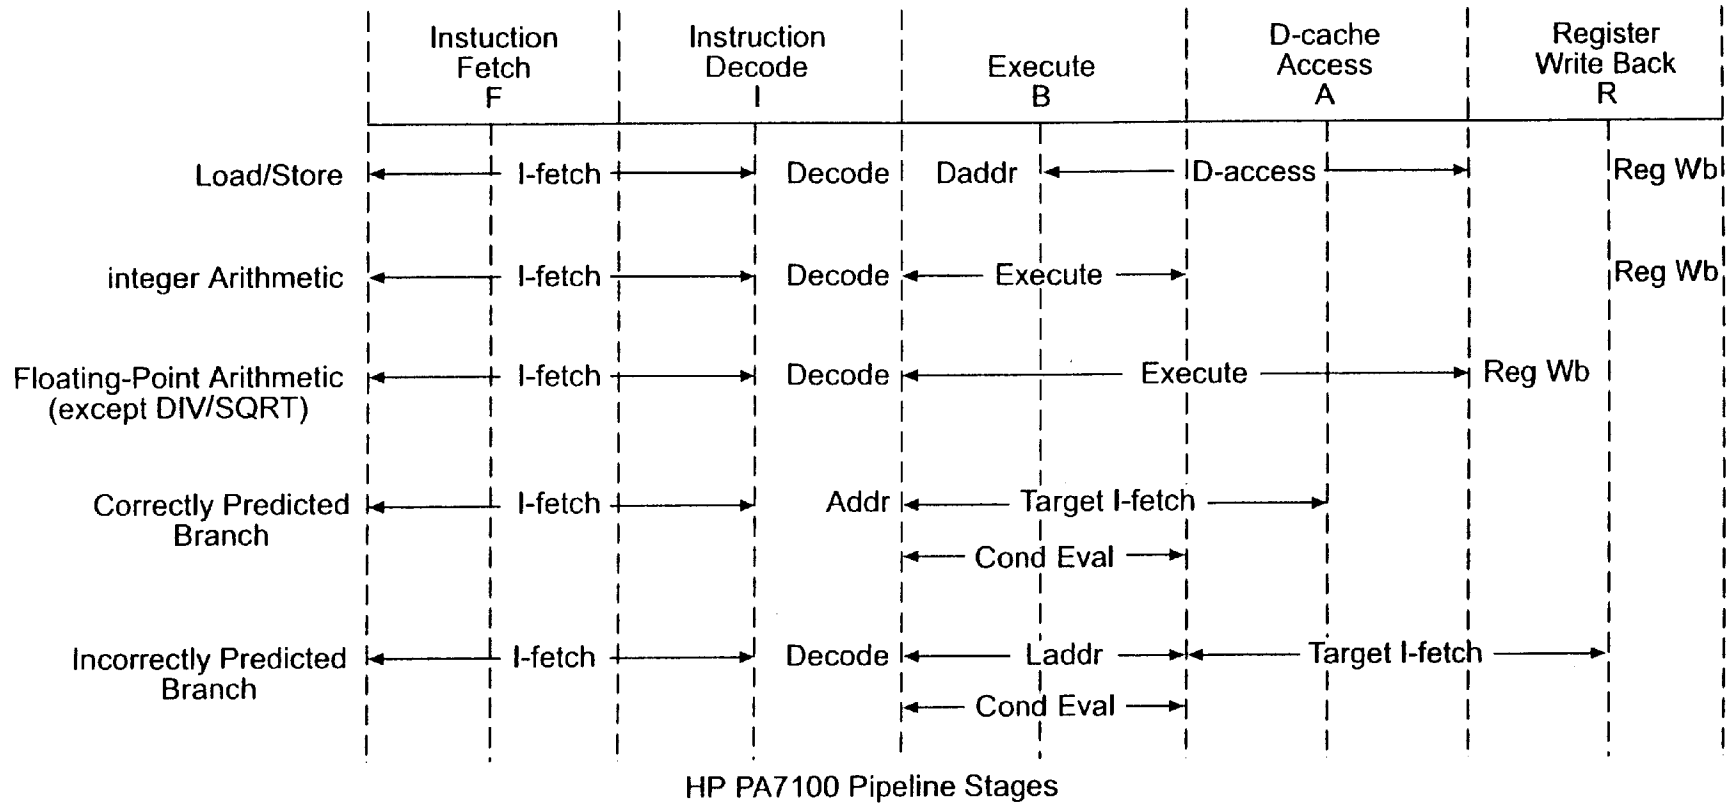 Instuction
Fetch
F
Instruction
Decode
I
Execute
B
D-cache
Access
A
Register
Write Back
R
Load/Store I-fetch Decode Daddr D-access Reg Wb
integer Arithmetic I-fetch Decode Execute Reg Wb
Floating-Point Arithmetic I-fetch Decode Execute Reg Wb
(except DIV/SQRT)
Correctly Predicted I-fetch Addr Target I-fetch
Branch
Cond Eval
Incorrectly Predicted I-fetch Decode Laddr Target I-fetch
Branch
Cond Eval
HP PA7100 Pipeline Stages